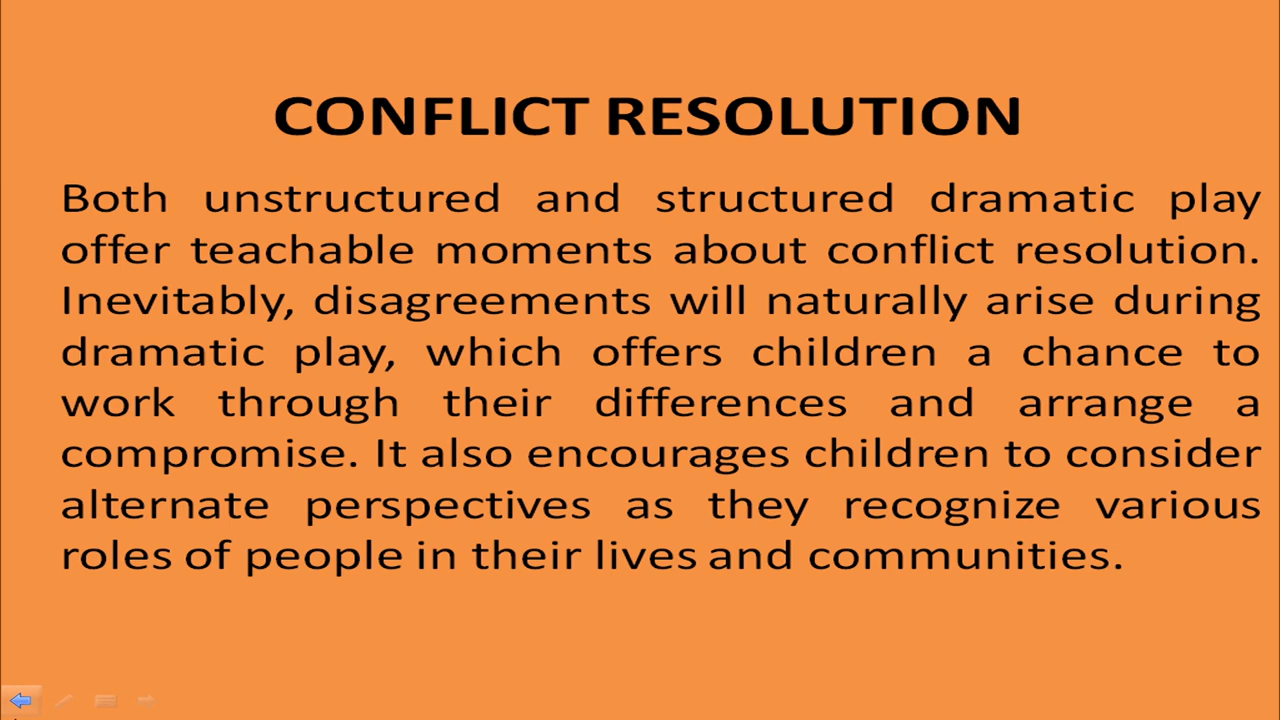 CONFLICT RESOLUTION
Both unstructured and structured dramatic play
offer teachable moments about conflict resolution.
Inevitably, disagreements will naturally arise during
dramatic play, which offers children a chance to
work through their differences and arrange a
compromise. It also encourages children to consider
alternate perspectives as they recognize various
roles of people in their lives and communities.